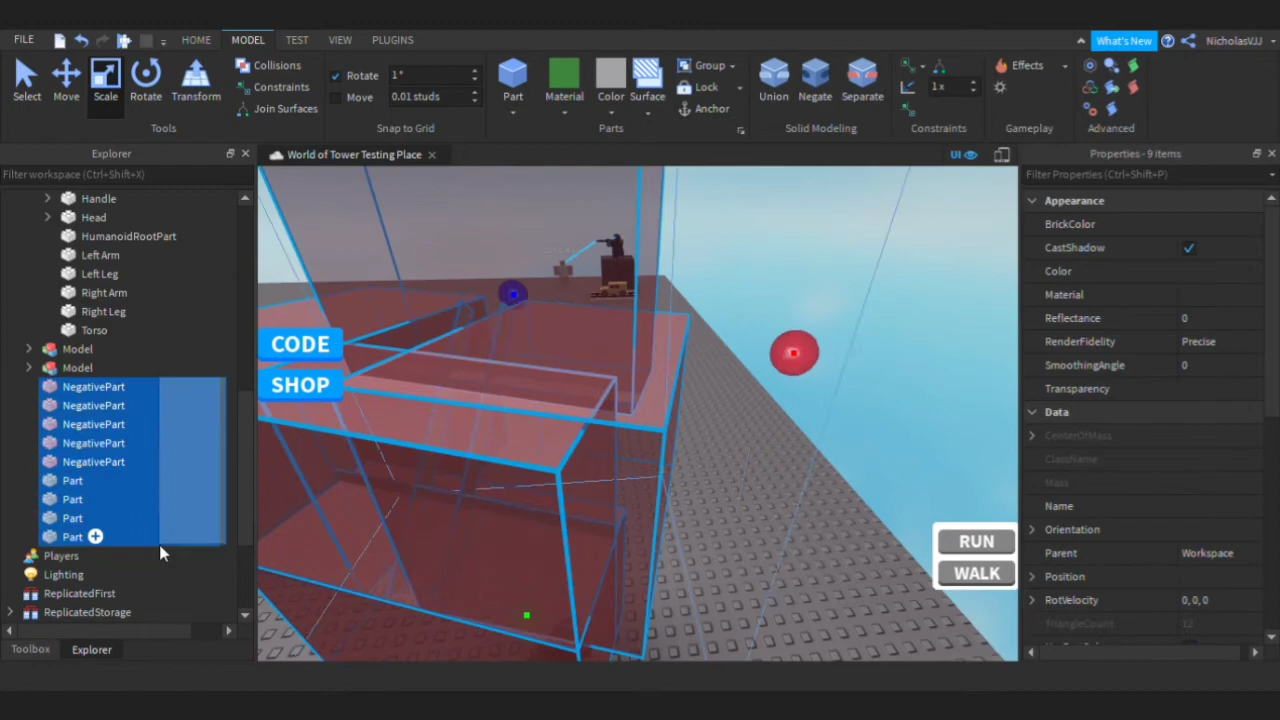 FILE HOME MODEL TEST VIEW PLUGINS What's New NicholasVJJ
Select Move Scale Rotate Transform
Collisions
Constraints
Join Surfaces
Tools
Rotate 1°
Move 0.01 studs
Snap to Grid
Part Material Color Surface
Group
Lock
Anchor
Parts
Union Negate Separate
Solid Modeling
1 x
Constraints
Effects
Gameplay
Advanced
Explorer
World of Tower Testing Place
UI
Properties - 9 items
Filter workspace (Ctrl+Shift+X)
Filter Properties (Ctrl+Shift+P)
Handle
Head
HumanoidRootPart
Left Arm
Left Leg
Right Arm
Right Leg
Torso
Model
Model
NegativePart
NegativePart
NegativePart
NegativePart
NegativePart
Part
Part
Part
Part
Players
Lighting
ReplicatedFirst
ReplicatedStorage
Toolbox Explorer
CODE
SHOP
RUN
WALK
Appearance
BrickColor
CastShadow
Color
Material
Reflectance 0
RenderFidelity Precise
SmoothingAngle 0
Transparency
Data
CenterOfMass
ClassName
Mass
Name
Orientation
Parent Workspace
Position
RotVelocity 0, 0, 0
TriangleCount 12